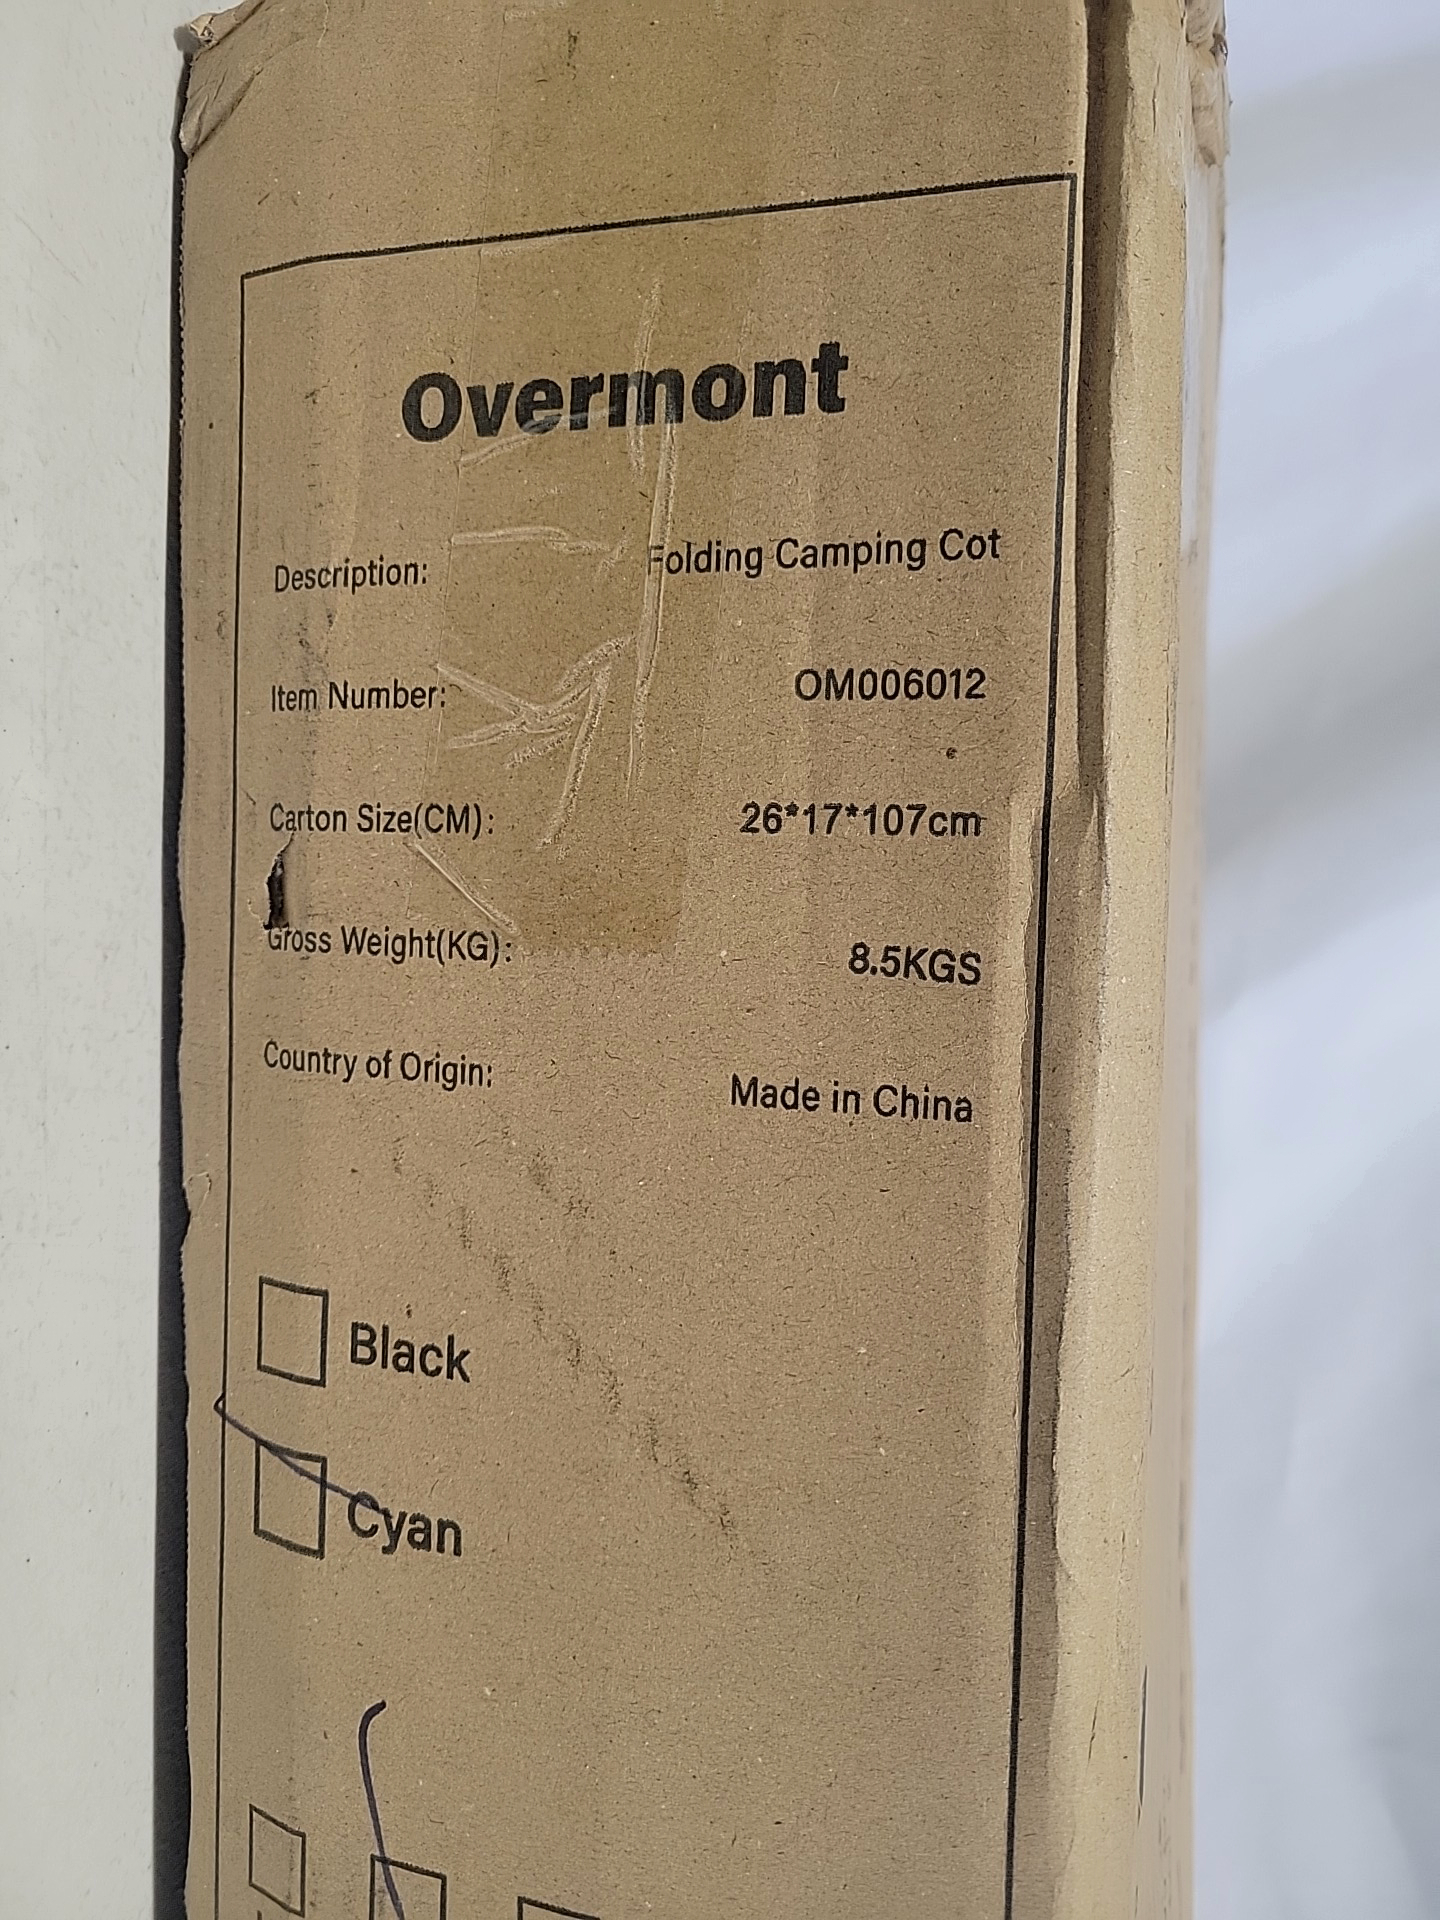 Overmont
Description: Folding Camping Cot
Item Number: OM006012
Carton Size(CM): 26*17*107cm
Gross Weight(KG): 8.5KGS
Country of Origin: Made in China
Black
Cyan